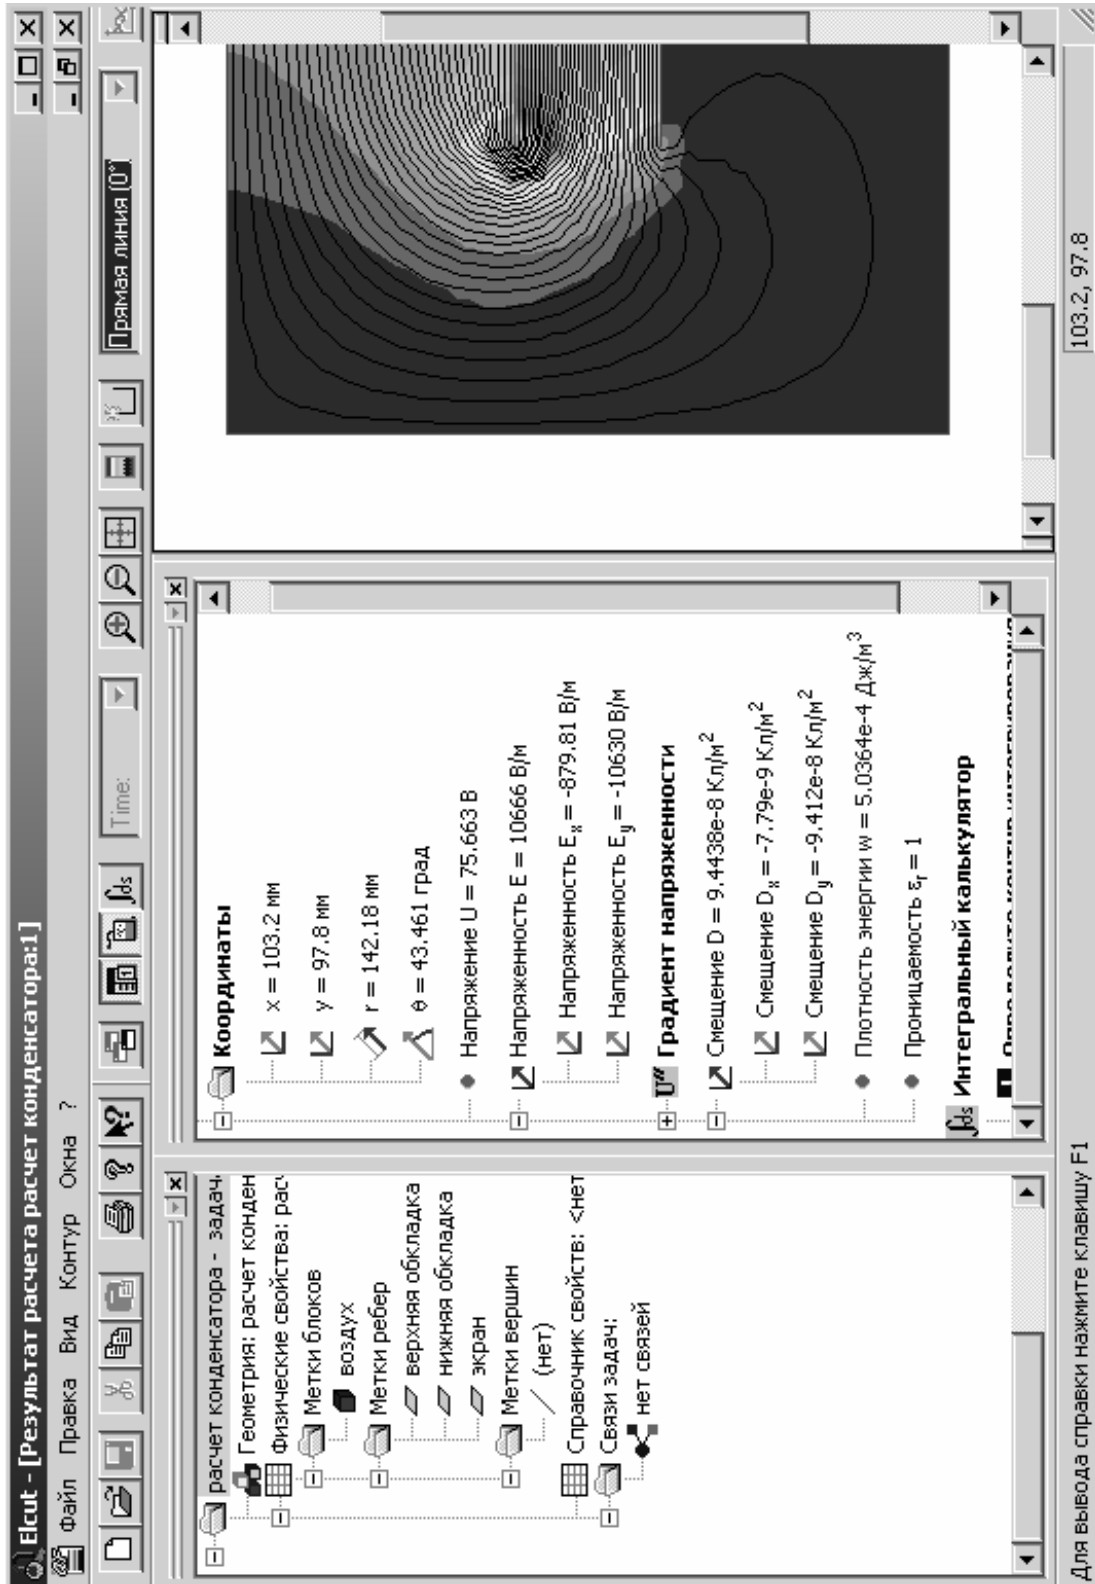 Elcut - [Результат расчета расчет конденсатора:1]
Файл Правка Вид Контур Окна ?
Time:
Прямая линия (0°)
расчет конденсатора - задач
Геометрия: расчет конден
Физические свойства: рас
Метки блоков
воздух
Метки ребер
верхняя обкладка
нижняя обкладка
экран
Метки вершин
(нет)
Справочник свойств: <нет
Связи задач:
нет связей
Координаты
x = 103.2 мм
y = 97.8 мм
r = 142.18 мм
θ = 43.461 град
Напряжение U = 75.663 В
Напряженность E = 10666 В/м
Напряженность Eₓ = -879.81 В/м
Напряженность Eᵧ = -10630 В/м
Градиент напряженности
Смещение D = 9.4438e-8 Кл/м²
Смещение Dₓ = -7.79e-9 Кл/м²
Смещение Dᵧ = -9.412e-8 Кл/м²
Плотность энергии w = 5.0364e-4 Дж/м³
Проницаемость εᵣ = 1
∫ds Интегральный калькулятор
Для вывода справки нажмите клавишу F1
103.2, 97.8